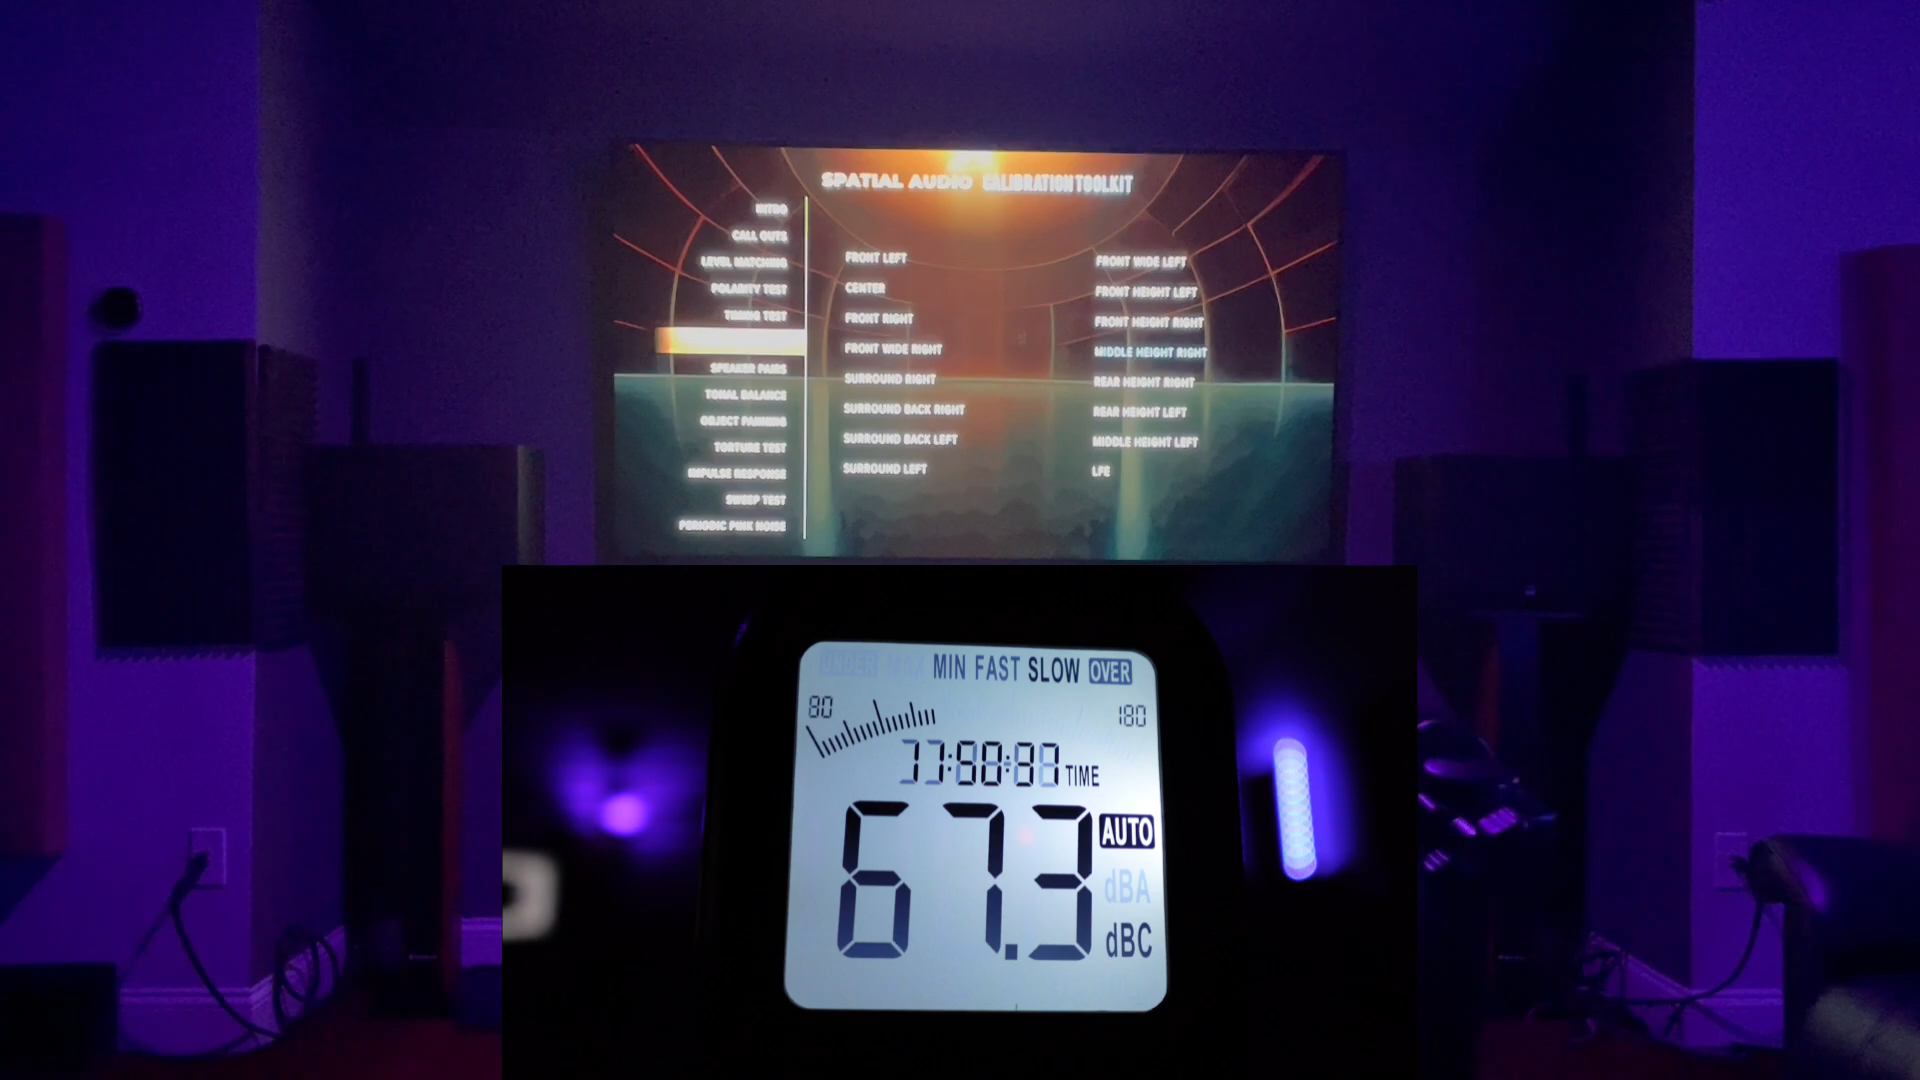 SPATIAL AUDIO CALIBRATION TOOLKIT
INTRO
CALL OUTS
LEVEL MATCHING
POLARITY TEST
TIMING TEST
SPEAKER PAIRS
TONAL BALANCE
OBJECT PANNING
TORTURE TEST
IMPULSE RESPONSE
SWEEP TEST
PERIODIC PINK NOISE
FRONT LEFT
CENTER
FRONT RIGHT
FRONT WIDE RIGHT
SURROUND RIGHT
SURROUND BACK RIGHT
SURROUND BACK LEFT
SURROUND LEFT
FRONT WIDE LEFT
FRONT HEIGHT LEFT
FRONT HEIGHT RIGHT
MIDDLE HEIGHT RIGHT
REAR HEIGHT RIGHT
REAR HEIGHT LEFT
MIDDLE HEIGHT LEFT
LFE
UNDER MAX MIN FAST SLOW OVER
80 180
TIME
67.3 AUTO
dBA
dBC